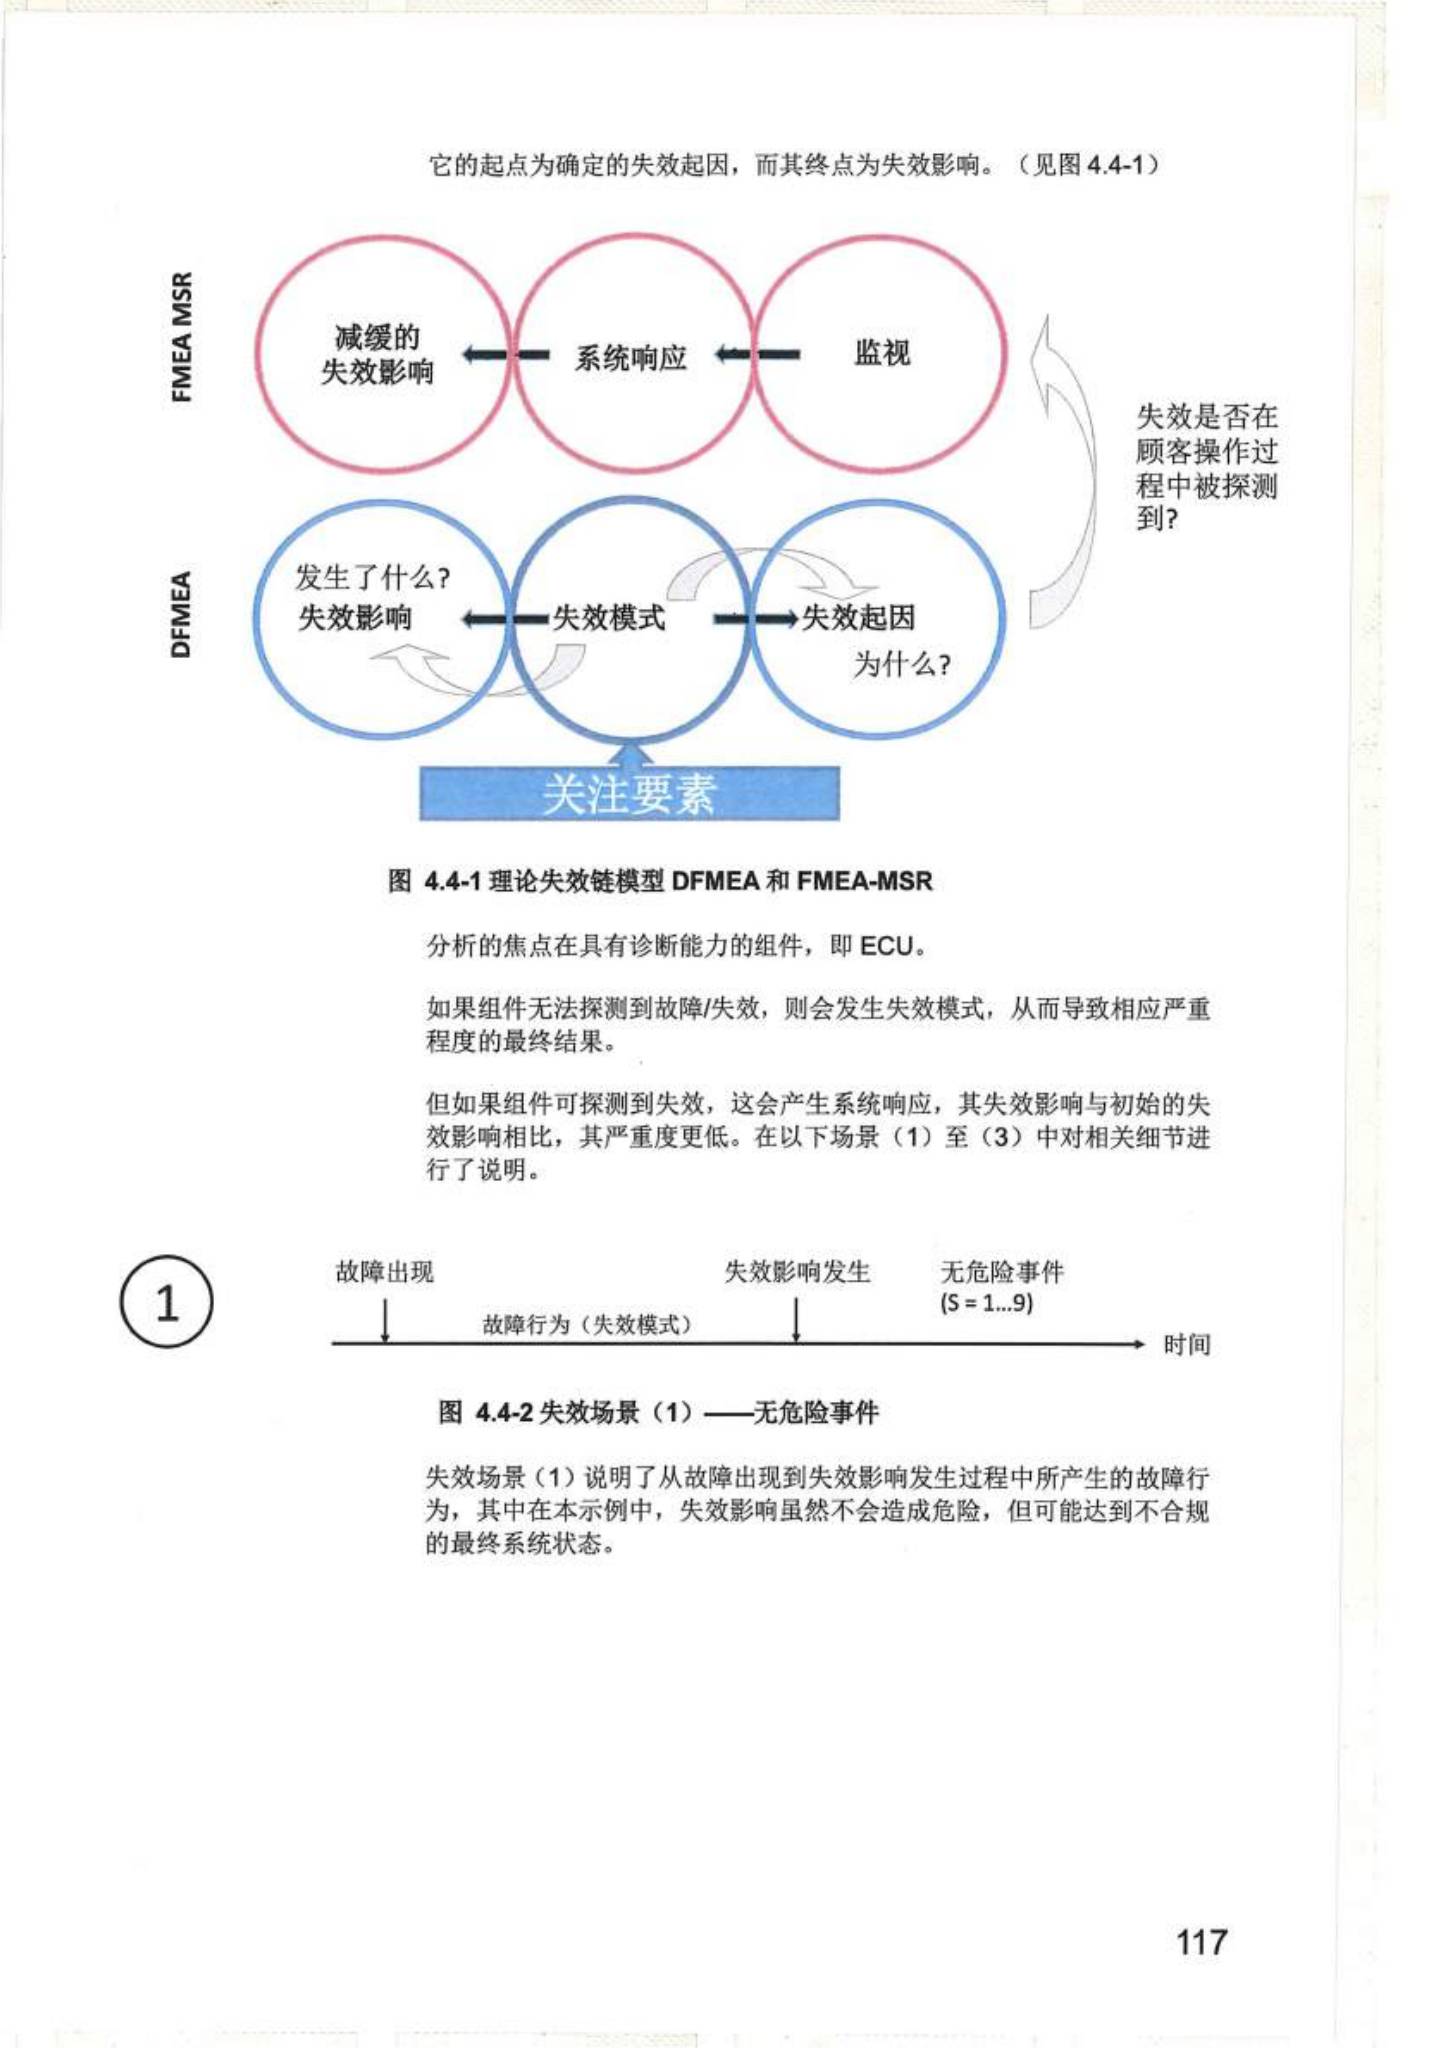 它的起点为确定的失效起因，而其终点为失效影响。（见图 4.4-1）
FMEA MSR
减缓的
失效影响
系统响应
监视
失效是否在
顾客操作过
程中被探测
到?
DFMEA
发生了什么?
失效影响
失效模式
失效起因
为什么?
关注要素
图 4.4-1 理论失效链模型 DFMEA 和 FMEA-MSR
分析的焦点在具有诊断能力的组件，即 ECU。
如果组件无法探测到故障/失效，则会发生失效模式，从而导致相应严重
程度的最终结果。
但如果组件可探测到失效，这会产生系统响应，其失效影响与初始的失
效影响相比，其严重度更低。在以下场景（1）至（3）中对相关细节进
行了说明。
1
故障出现
失效影响发生
无危险事件
(S = 1...9)
故障行为（失效模式）
时间
图 4.4-2 失效场景（1）——无危险事件
失效场景（1）说明了从故障出现到失效影响发生过程中所产生的故障行
为，其中在本示例中，失效影响虽然不会造成危险，但可能达到不合规
的最终系统状态。
117